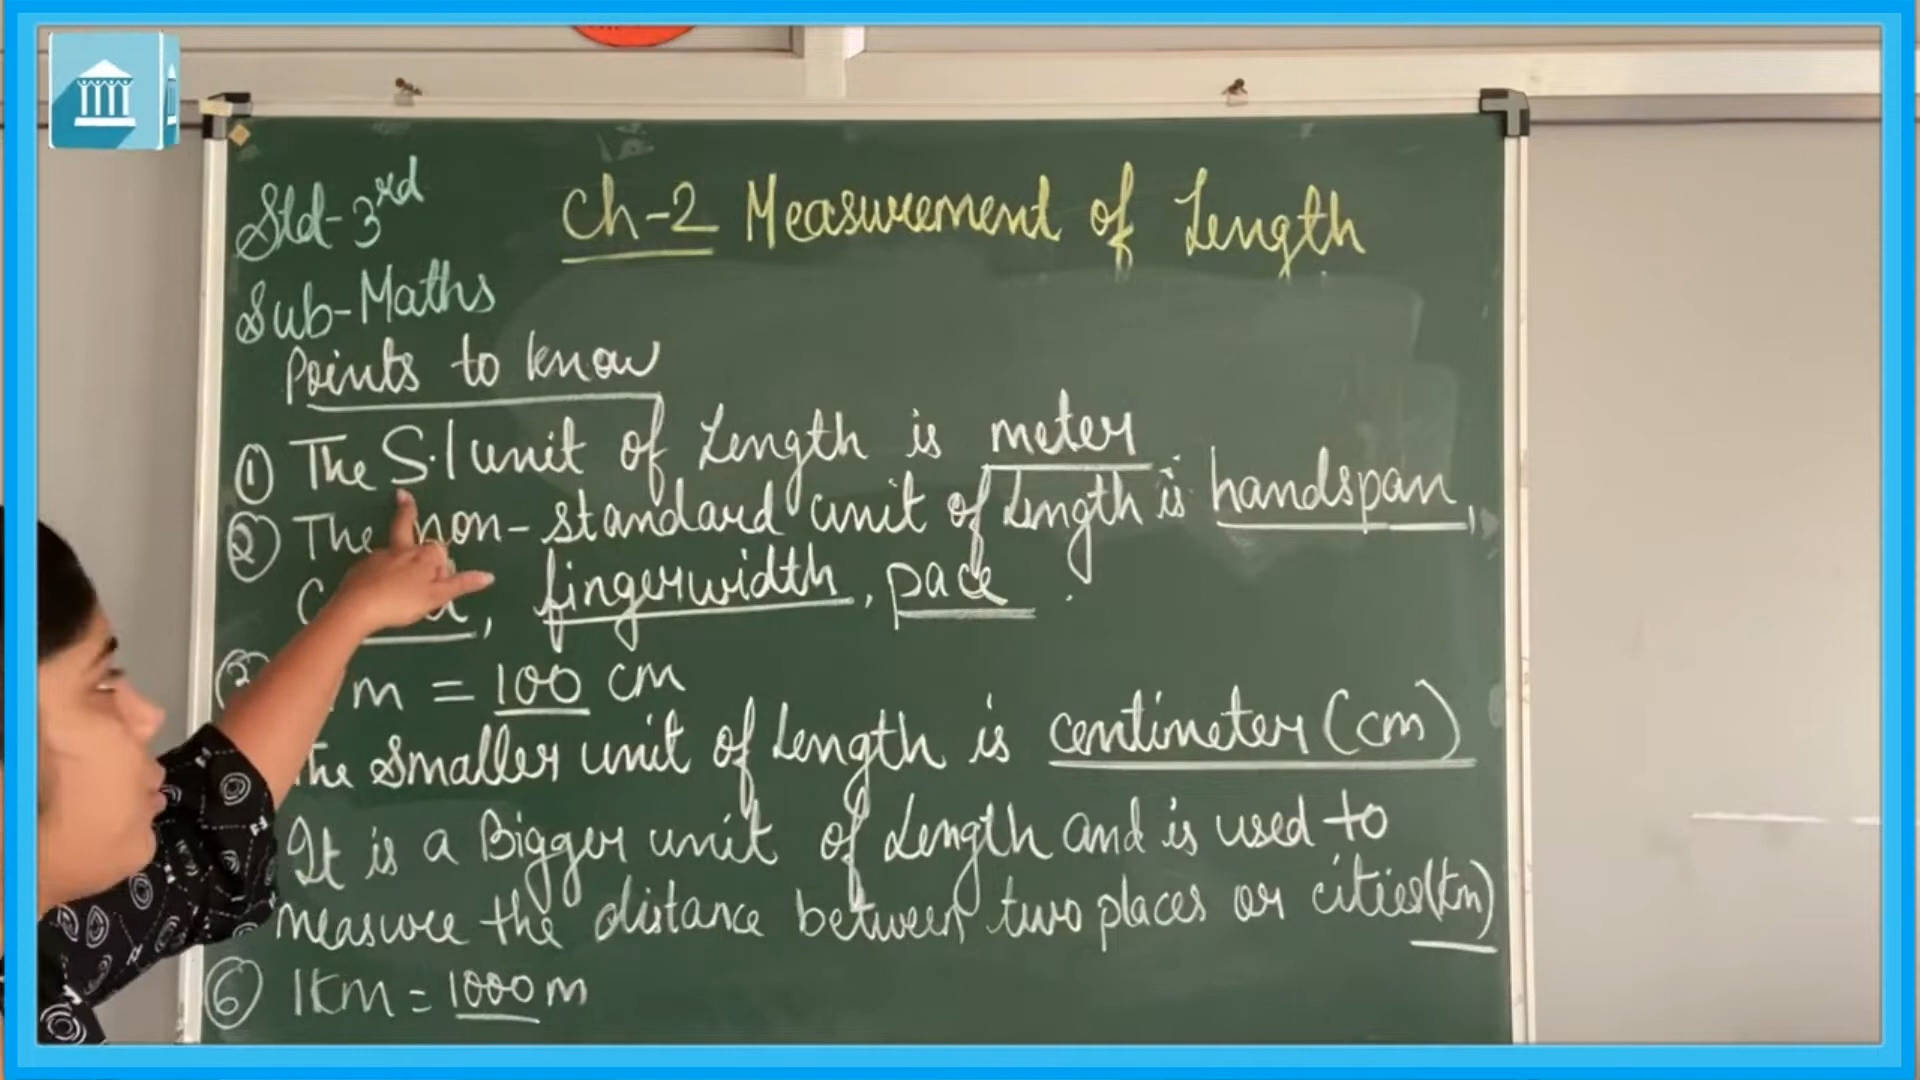 Std-3rd
Ch-2 Measurement of Length
Sub-Maths
Points to know
① The S.I unit of Length is meter
② The non-standard unit of Length is handspan,
fingerwidth, pace.
m = 100 cm
The Smaller unit of Length is centimeter (cm)
It is a Bigger unit of Length and is used to
measure the distance between two places or cities (km)
⑥ 1km = 1000 m